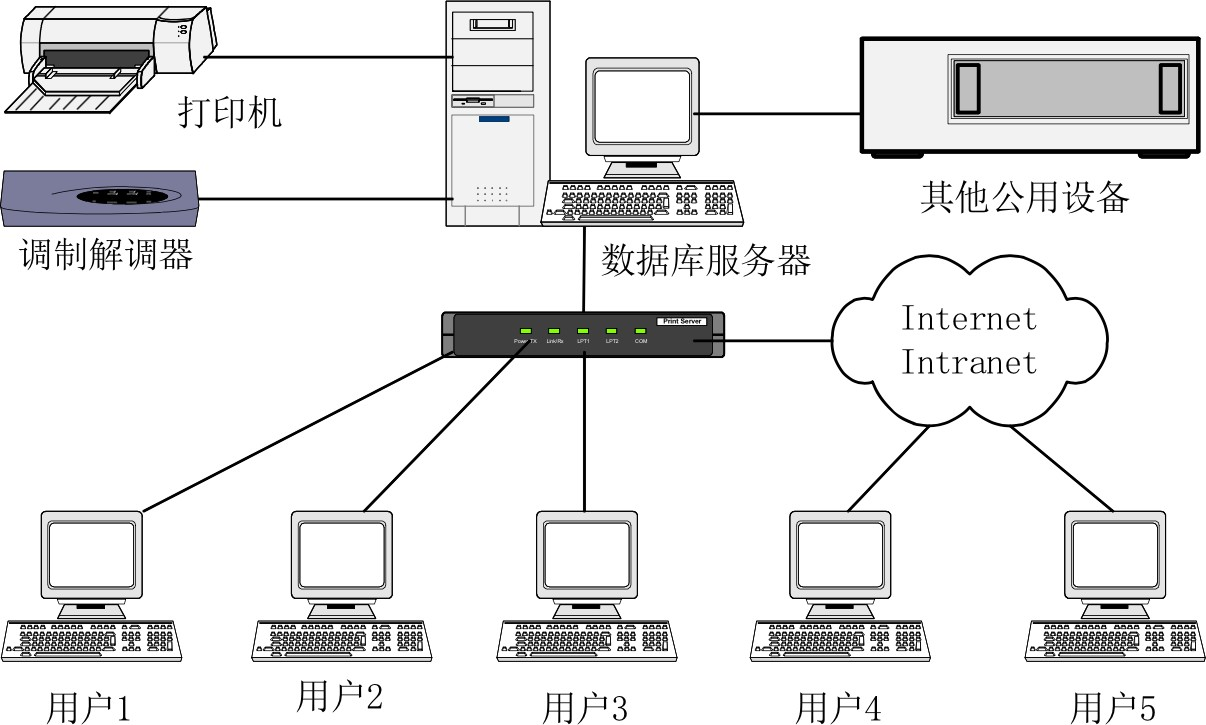 打印机
调制解调器
数据库服务器
其他公用设备
Print Server
Power/TX Link/Rx LPT1 LPT2 COM
Internet
Intranet
用户1
用户2
用户3
用户4
用户5